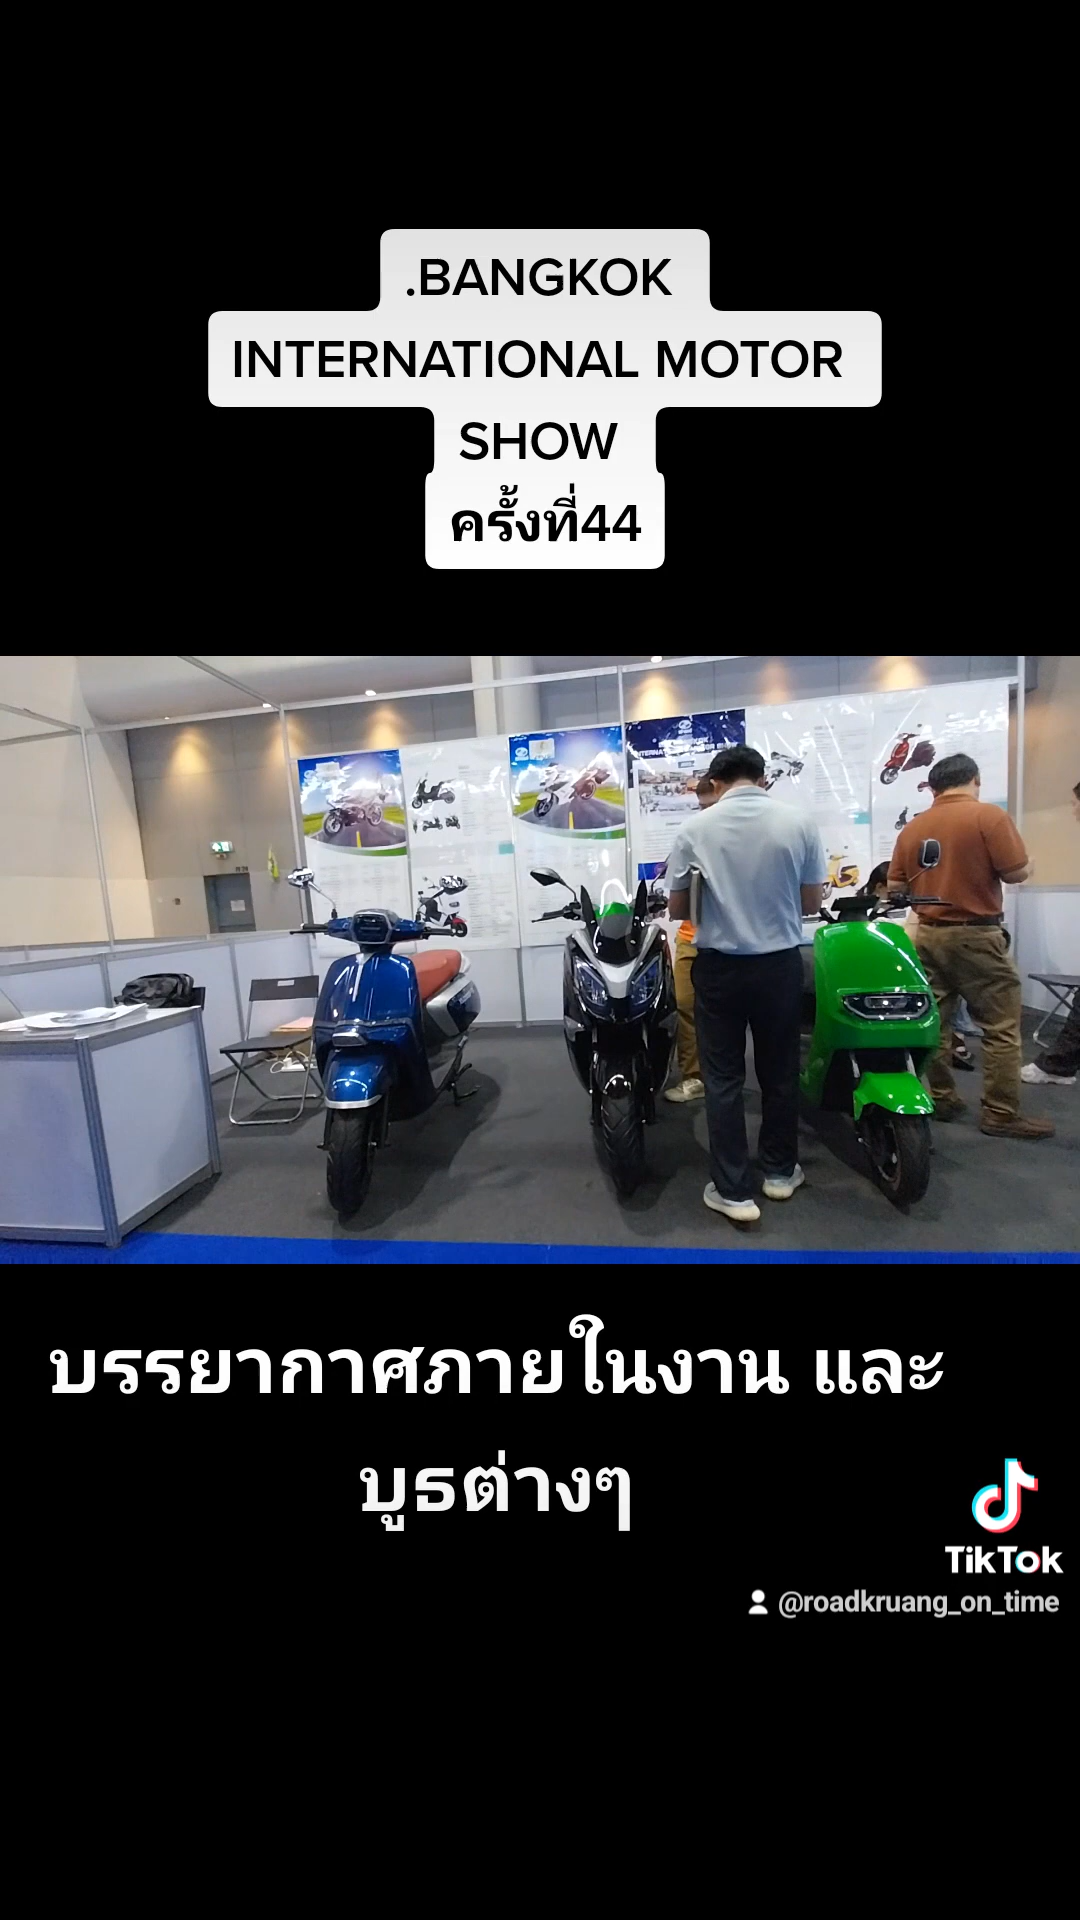 .BANGKOK
INTERNATIONAL MOTOR
SHOW
ครั้งที่44
บรรยากาศภายในงาน และ
บูธต่างๆ
TikTok
@roadkruang_on_time